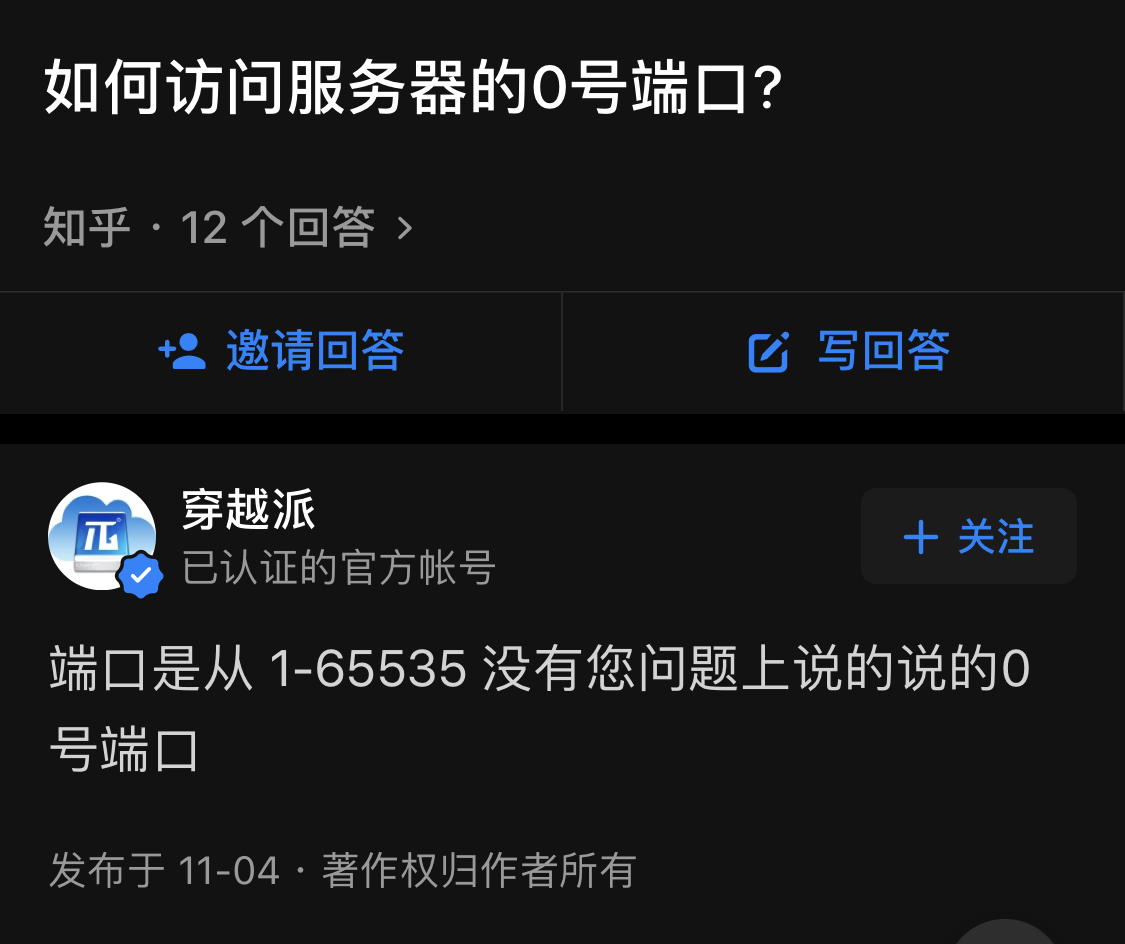 如何访问服务器的0号端口?
知乎 · 12 个回答 >
邀请回答
写回答
穿越派
已认证的官方帐号
+ 关注
端口是从 1-65535 没有您问题上说的说的0
号端口
发布于 11-04 · 著作权归作者所有